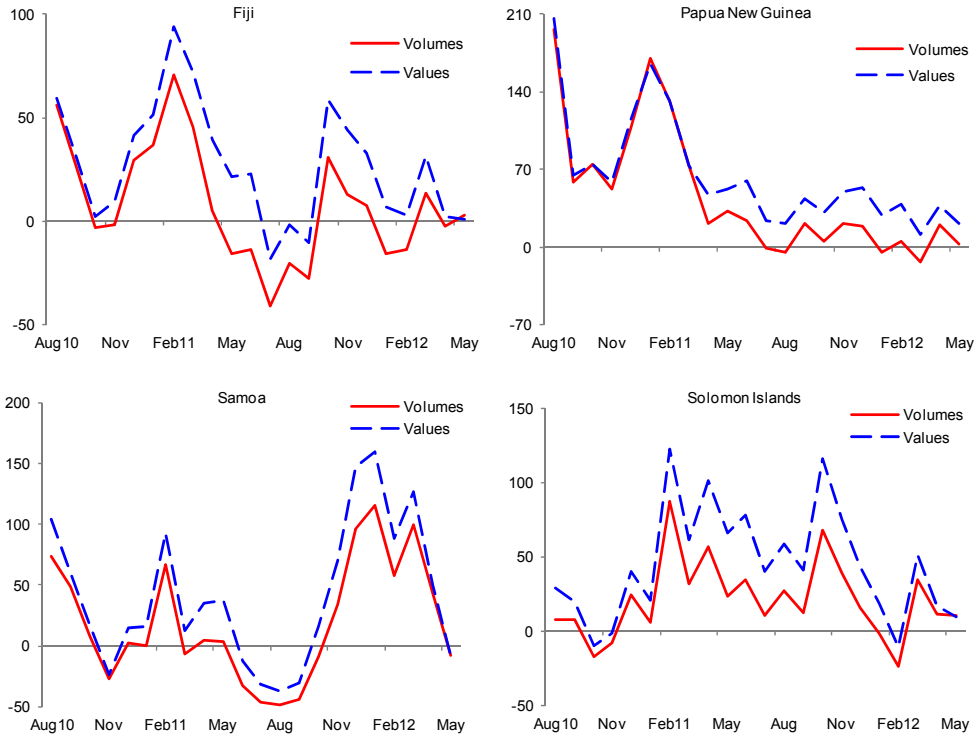 Fiji
100
50
0
-50
Volumes
Values
Aug10 Nov Feb11 May Aug Nov Feb12 May
Papua New Guinea
210
140
70
0
-70
Volumes
Values
Aug10 Nov Feb11 May Aug Nov Feb12 May
Samoa
200
150
100
50
0
-50
Volumes
Values
Aug10 Nov Feb11 May Aug Nov Feb12 May
Solomon Islands
150
100
50
0
-50
Volumes
Values
Aug10 Nov Feb11 May Aug Nov Feb12 May